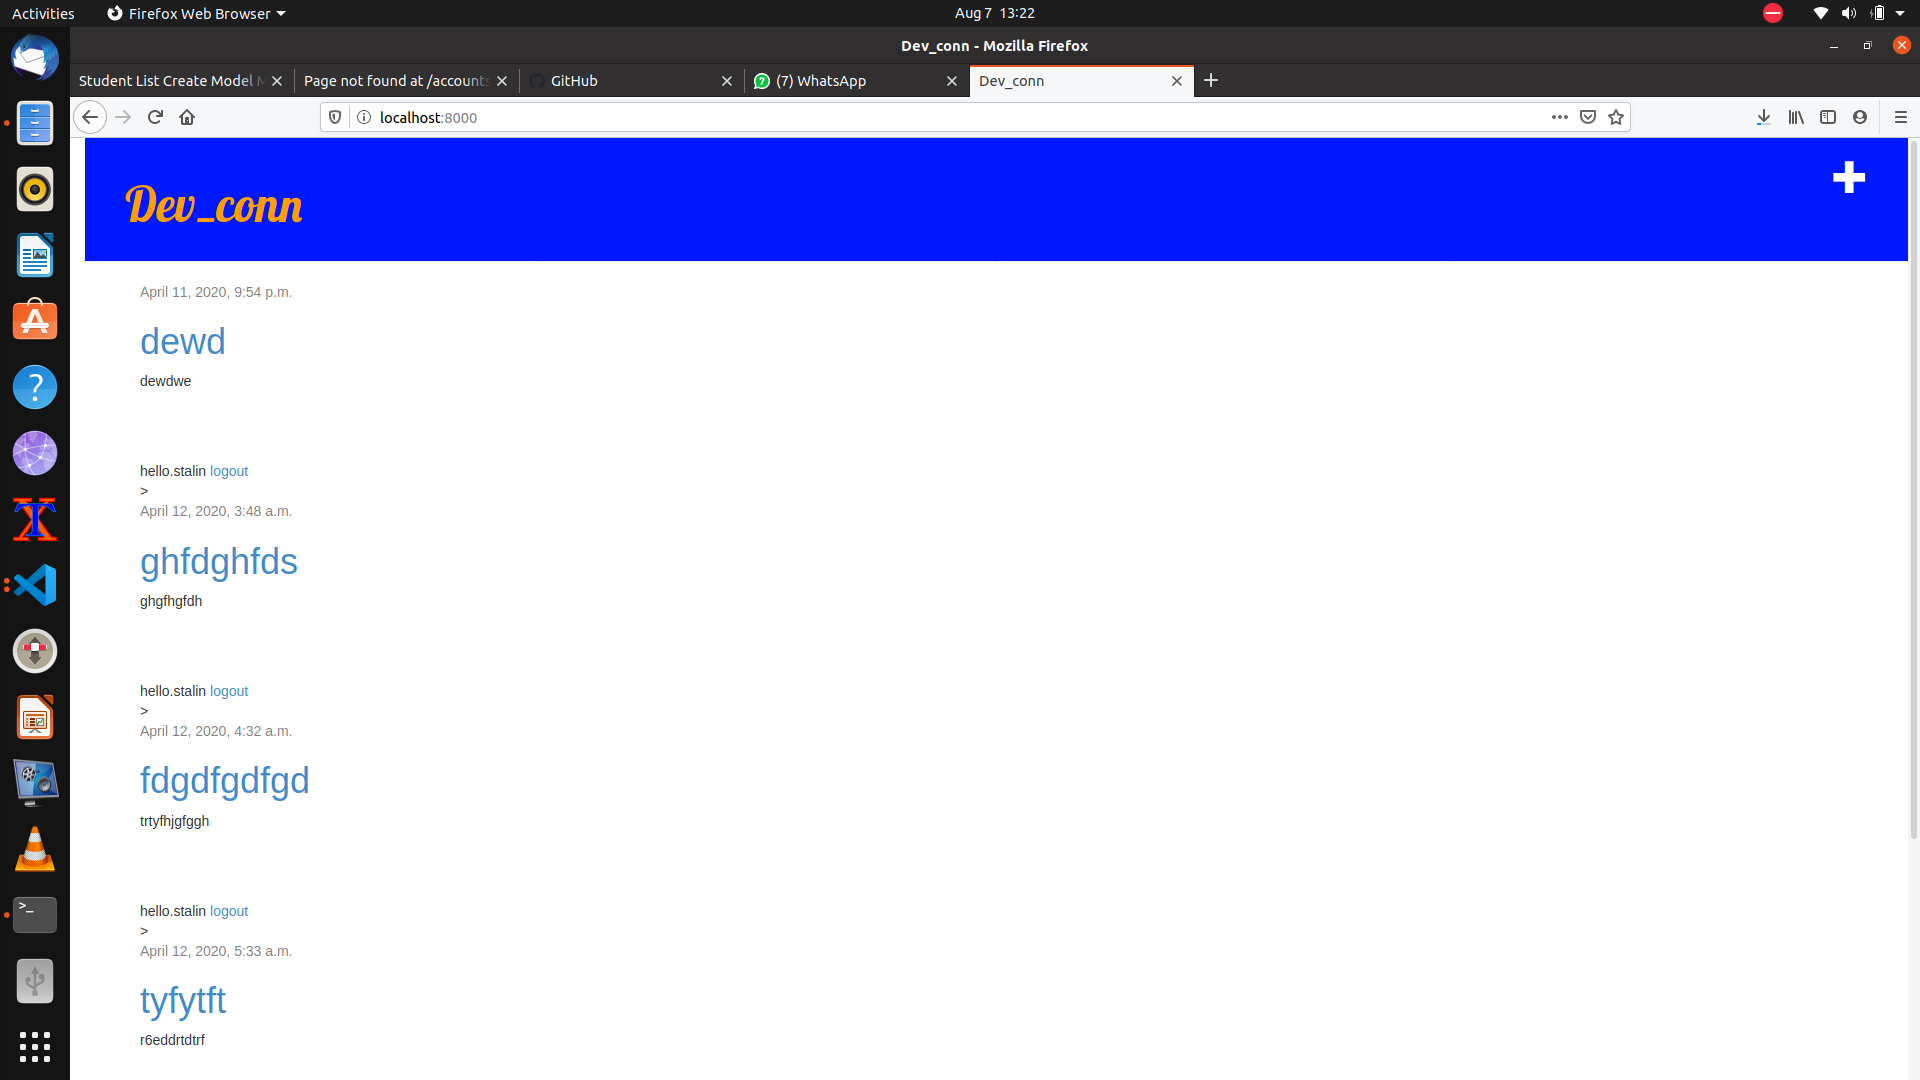 Activities
Firefox Web Browser
Aug 7 13:22
Dev_conn - Mozilla Firefox
Student List Create Model
Page not found at /accounts
GitHub
(7) WhatsApp
Dev_conn
localhost:8000
Dev_conn
April 11, 2020, 9:54 p.m.
dewd
dewdwe
hello.stalin logout
>
April 12, 2020, 3:48 a.m.
ghfdghfds
ghgfhgfdh
hello.stalin logout
>
April 12, 2020, 4:32 a.m.
fdgdfgdfgd
trtyfhjgfggh
hello.stalin logout
>
April 12, 2020, 5:33 a.m.
tyfytft
r6eddrtdtrf